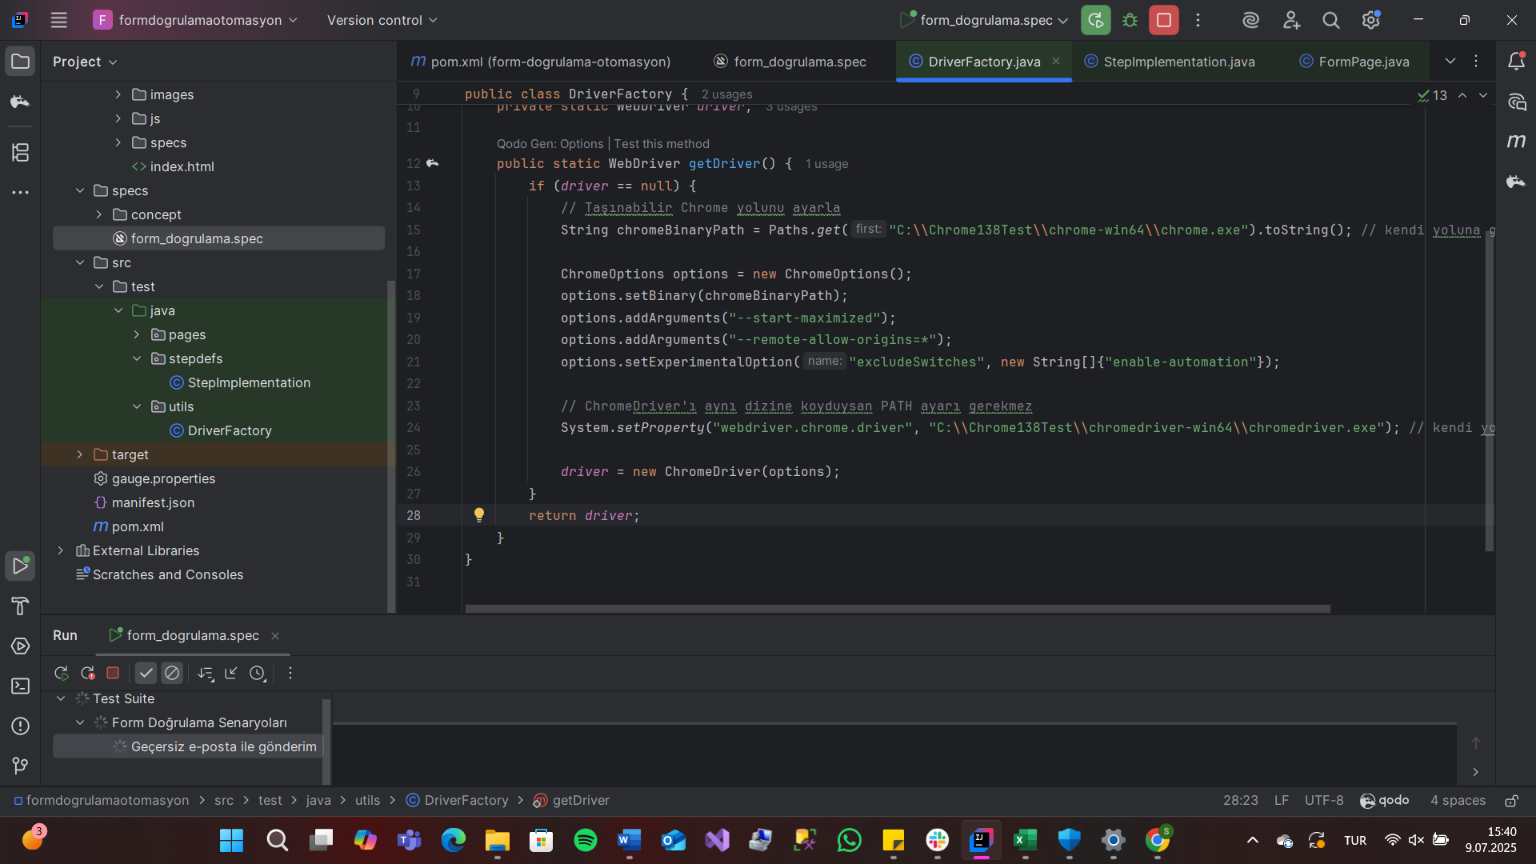 F formdogrulamaotomasyon Version control form_dogrulama.spec
Project
pom.xml (form-dogrulama-otomasyon) form_dogrulama.spec DriverFactory.java StepImplementation.java FormPage.java
images
js
specs
index.html
specs
concept
form_dogrulama.spec
src
test
java
pages
stepdefs
StepImplementation
utils
DriverFactory
target
gauge.properties
manifest.json
pom.xml
External Libraries
Scratches and Consoles
9 public class DriverFactory { 2 usages
13
10 private static WebDriver driver; 3 usages
11
Qodo Gen: Options | Test this method
12 public static WebDriver getDriver() { 1 usage
13 if (driver == null) {
14 // Taşınabilir Chrome yolunu ayarla
15 String chromeBinaryPath = Paths.get( first: "C:\\Chrome138Test\\chrome-win64\\chrome.exe").toString(); // kendi yoluna g
16
17 ChromeOptions options = new ChromeOptions();
18 options.setBinary(chromeBinaryPath);
19 options.addArguments("--start-maximized");
20 options.addArguments("--remote-allow-origins=*");
21 options.setExperimentalOption( name: "excludeSwitches", new String[]{"enable-automation"});
22
23 // ChromeDriver'ı aynı dizine koyduysan PATH ayarı gerekmez
24 System.setProperty("webdriver.chrome.driver", "C:\\Chrome138Test\\chromedriver-win64\\chromedriver.exe"); // kendi yo
25
26 driver = new ChromeDriver(options);
27 }
28 return driver;
29 }
30 }
31
Run form_dogrulama.spec
Test Suite
Form Doğrulama Senaryoları
Geçersiz e-posta ile gönderim
formdogrulamaotomasyon > src > test > java > utils > DriverFactory > getDriver 28:23 LF UTF-8 qodo 4 spaces
3
S
TUR
15:40
9.07.2025